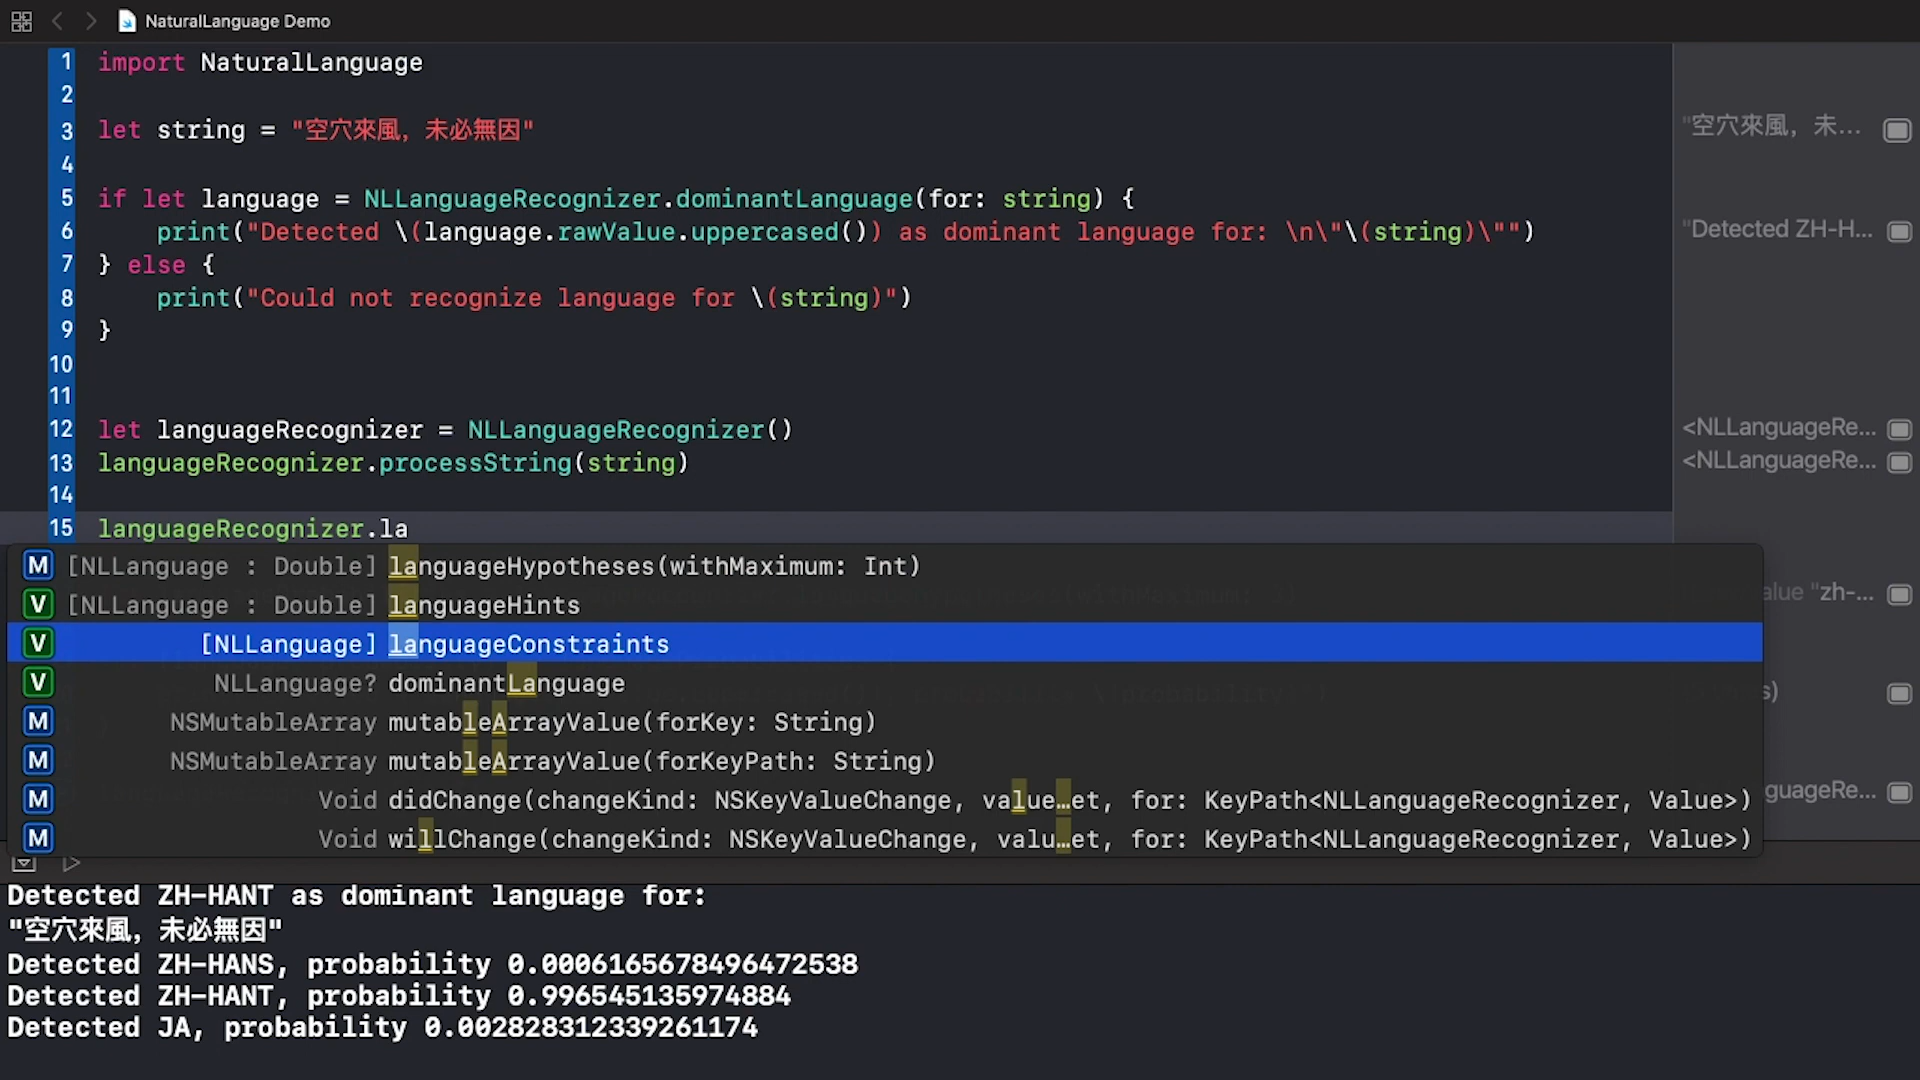 NaturalLanguage Demo
1 import NaturalLanguage
2
3 let string = "空穴來風，未必無因"
"空穴來風，未...
4
5 if let language = NLLanguageRecognizer.dominantLanguage(for: string) {
6 print("Detected \(language.rawValue.uppercased()) as dominant language for: \n\"\(string)\"")
"Detected ZH-H...
7 } else {
8 print("Could not recognize language for \(string)")
9 }
10
11
12 let languageRecognizer = NLLanguageRecognizer()
<NLLanguageRe...
13 languageRecognizer.processString(string)
<NLLanguageRe...
14
15 languageRecognizer.la
M [NLLanguage : Double] languageHypotheses(withMaximum: Int)
V [NLLanguage : Double] languageHints
alue "zh-...
V [NLLanguage] languageConstraints
V NLLanguage? dominantLanguage
s)
M NSMutableArray mutableArrayValue(forKey: String)
M NSMutableArray mutableArrayValue(forKeyPath: String)
M Void didChange(changeKind: NSKeyValueChange, value…et, for: KeyPath<NLLanguageRecognizer, Value>)
guageRe...
M Void willChange(changeKind: NSKeyValueChange, valu…et, for: KeyPath<NLLanguageRecognizer, Value>)
Detected ZH-HANT as dominant language for:
"空穴來風，未必無因"
Detected ZH-HANS, probability 0.0006165678496472538
Detected ZH-HANT, probability 0.996545135974884
Detected JA, probability 0.002828312339261174